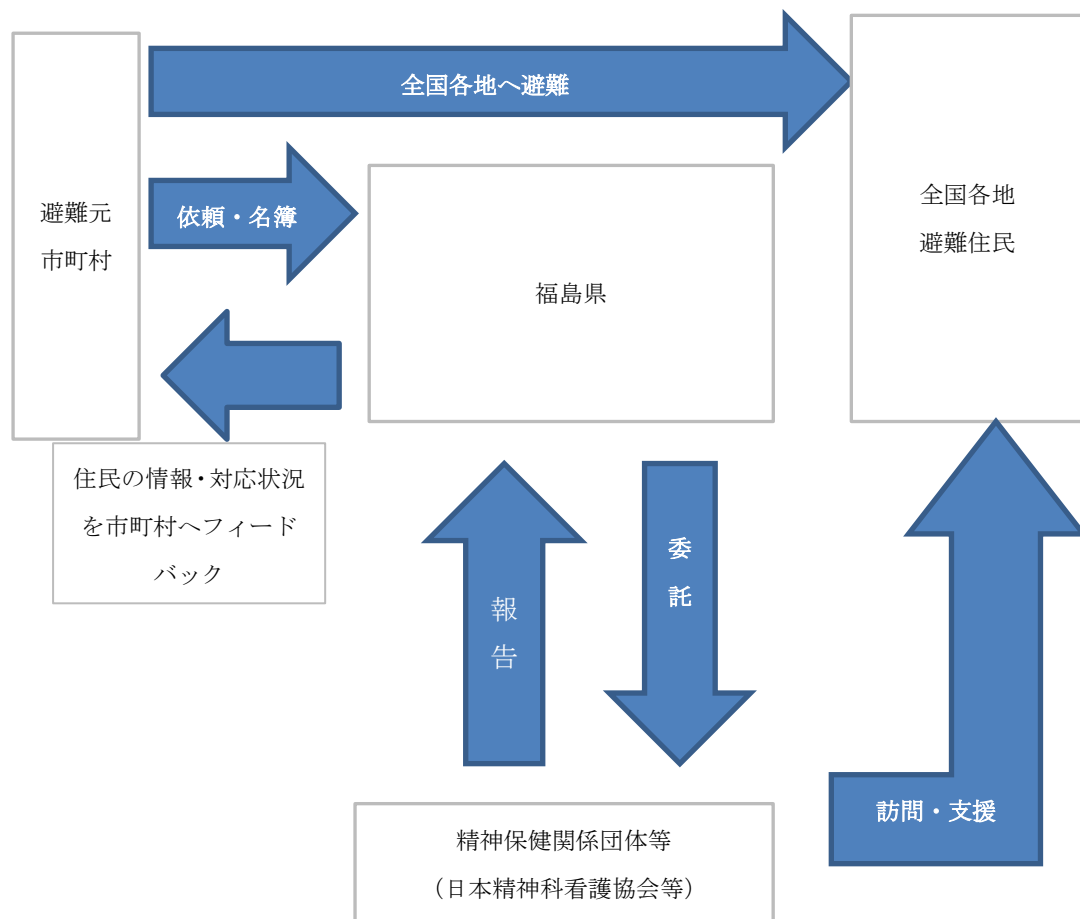 全国各地へ避難
避難元
市町村
依頼・名簿
福島県
全国各地
避難住民
住民の情報・対応状況
を市町村へフィード
バック
報
告
委
託
訪問・支援
精神保健関係団体等
（日本精神科看護協会等）